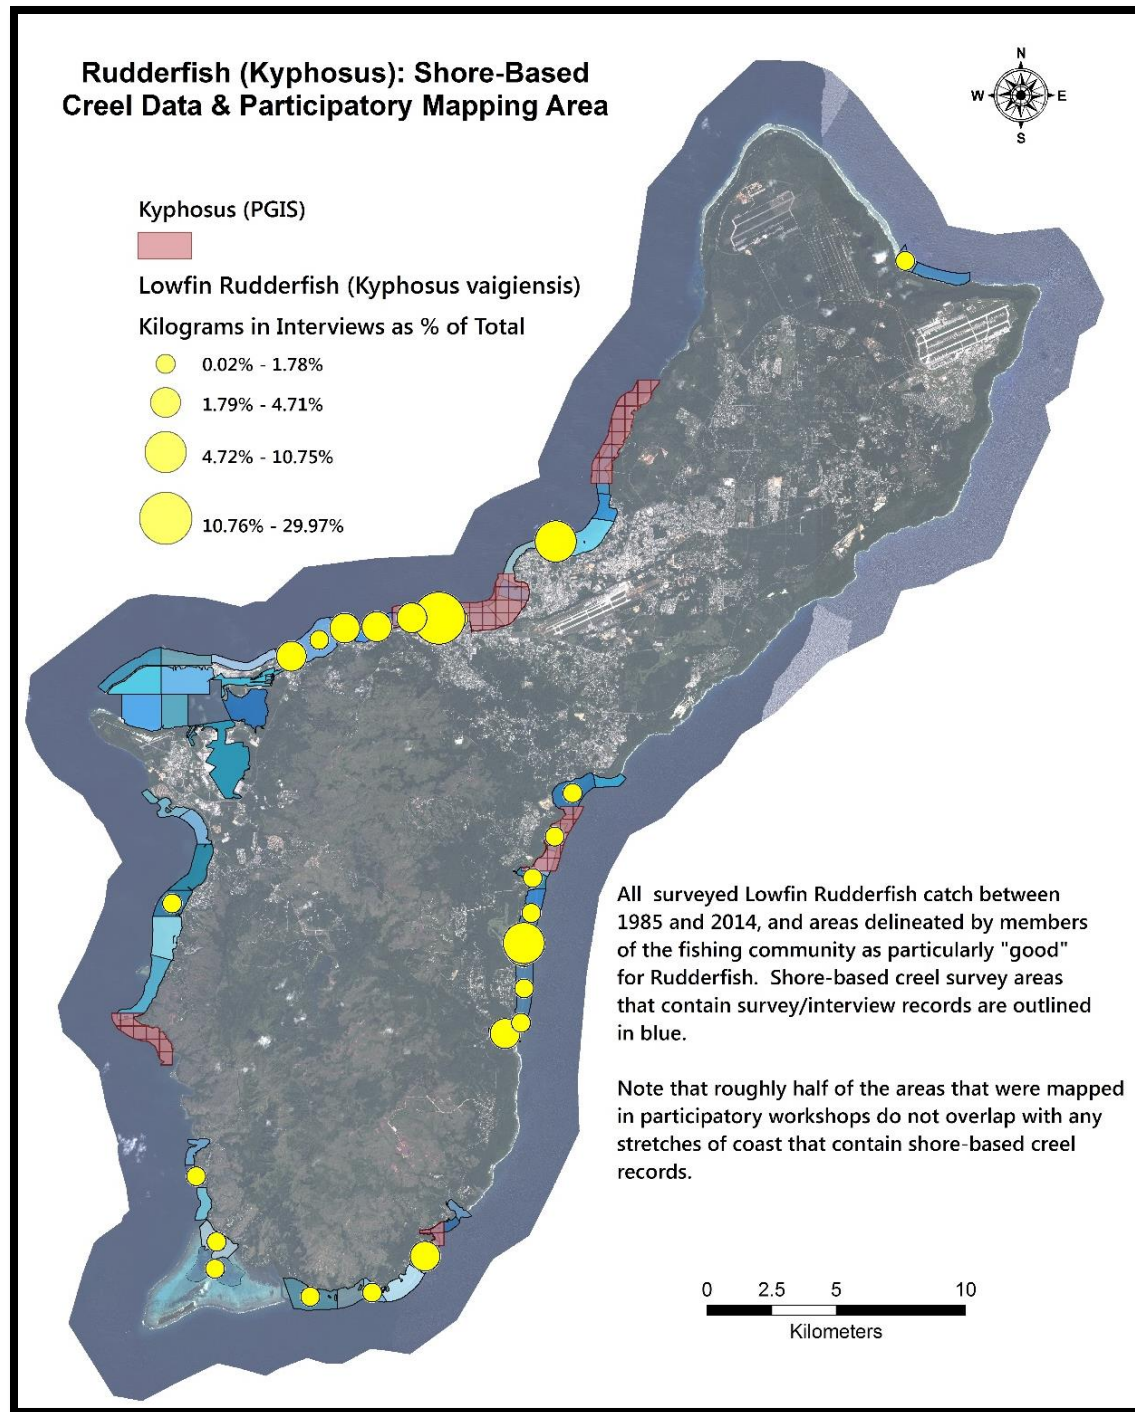 Rudderfish (Kyphosus): Shore-Based
Creel Data & Participatory Mapping Area
N
W E
S
Kyphosus (PGIS)
Lowfin Rudderfish (Kyphosus vaigiensis)
Kilograms in Interviews as % of Total
0.02% - 1.78%
1.79% - 4.71%
4.72% - 10.75%
10.76% - 29.97%
All surveyed Lowfin Rudderfish catch between
1985 and 2014, and areas delineated by members
of the fishing community as particularly "good"
for Rudderfish. Shore-based creel survey areas
that contain survey/interview records are outlined
in blue.
Note that roughly half of the areas that were mapped
in participatory workshops do not overlap with any
stretches of coast that contain shore-based creel
records.
0 2.5 5 10
Kilometers